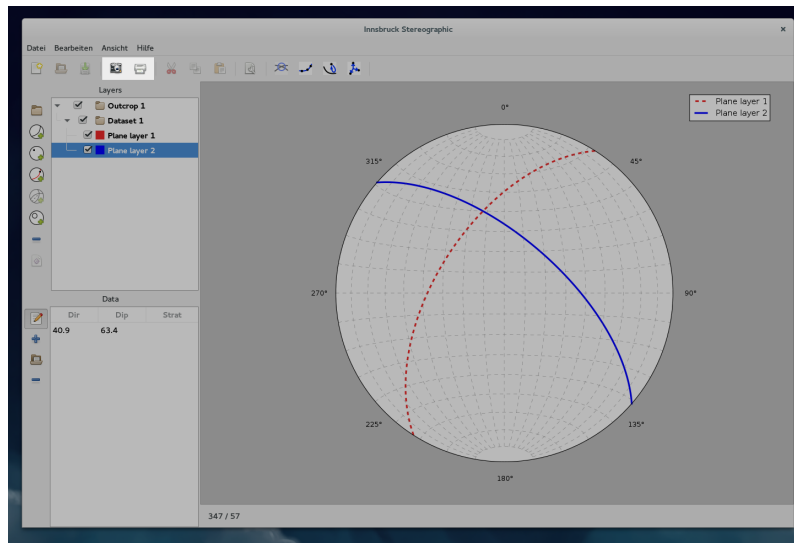 Innsbruck Stereographic
×
Datei Bearbeiten Ansicht Hilfe
Layers
Outcrop 1
Dataset 1
Plane layer 1
Plane layer 2
Data
Dir Dip Strat
40.9 63.4
Plane layer 1
Plane layer 2
0°
315° 45°
270° 90°
225° 135°
180°
347 / 57